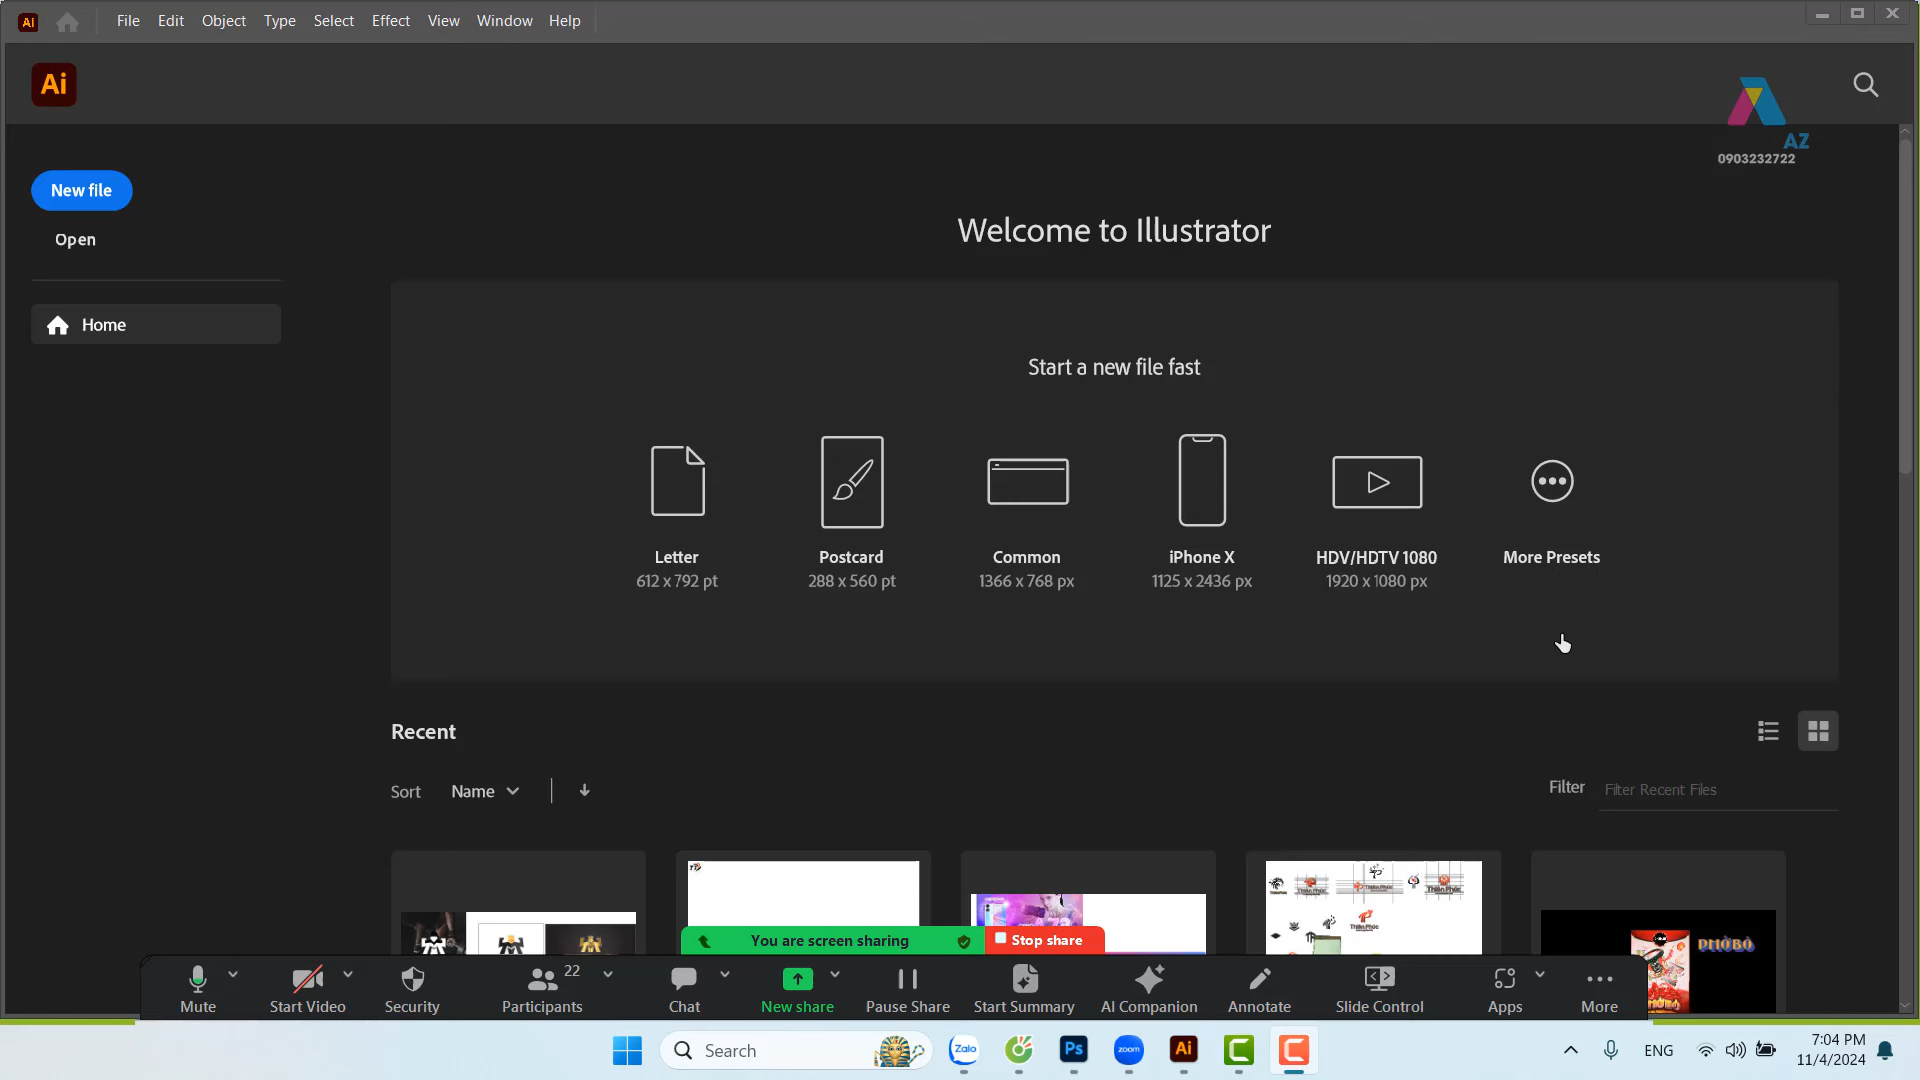 Ai
File Edit Object Type Select Effect View Window Help
Ai
AZ
0903232722
New file
Open
Home
Welcome to Illustrator
Start a new file fast
Letter
612 x 792 pt
Postcard
288 x 560 pt
Common
1366 x 768 px
iPhone X
1125 x 2436 px
HDV/HDTV 1080
1920 x 1080 px
More Presets
Recent
Sort Name
Filter Filter Recent Files
Thiên Phúc
PHỞ BÒ
You are screen sharing
Stop share
22
Mute
Start Video
Security
Participants
Chat
New share
Pause Share
Start Summary
AI Companion
Annotate
Slide Control
Apps
More
Search
Zalo
Ps
zoom
Ai
ENG
7:04 PM
11/4/2024